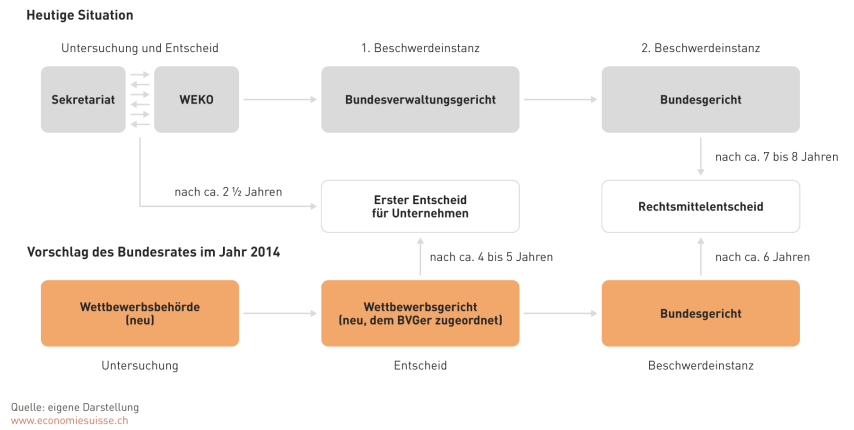 Heutige Situation
Untersuchung und Entscheid
1. Beschwerdeinstanz
2. Beschwerdeinstanz
Sekretariat
WEKO
Bundesverwaltungsgericht
Bundesgericht
nach ca. 7 bis 8 Jahren
nach ca. 2 ½ Jahren
Erster Entscheid
für Unternehmen
Rechtsmittelentscheid
Vorschlag des Bundesrates im Jahr 2014
nach ca. 4 bis 5 Jahren
nach ca. 6 Jahren
Wettbewerbsbehörde
(neu)
Wettbewerbsgericht
(neu, dem BVGer zugeordnet)
Bundesgericht
Untersuchung
Entscheid
Beschwerdeinstanz
Quelle: eigene Darstellung
www.economiesuisse.ch